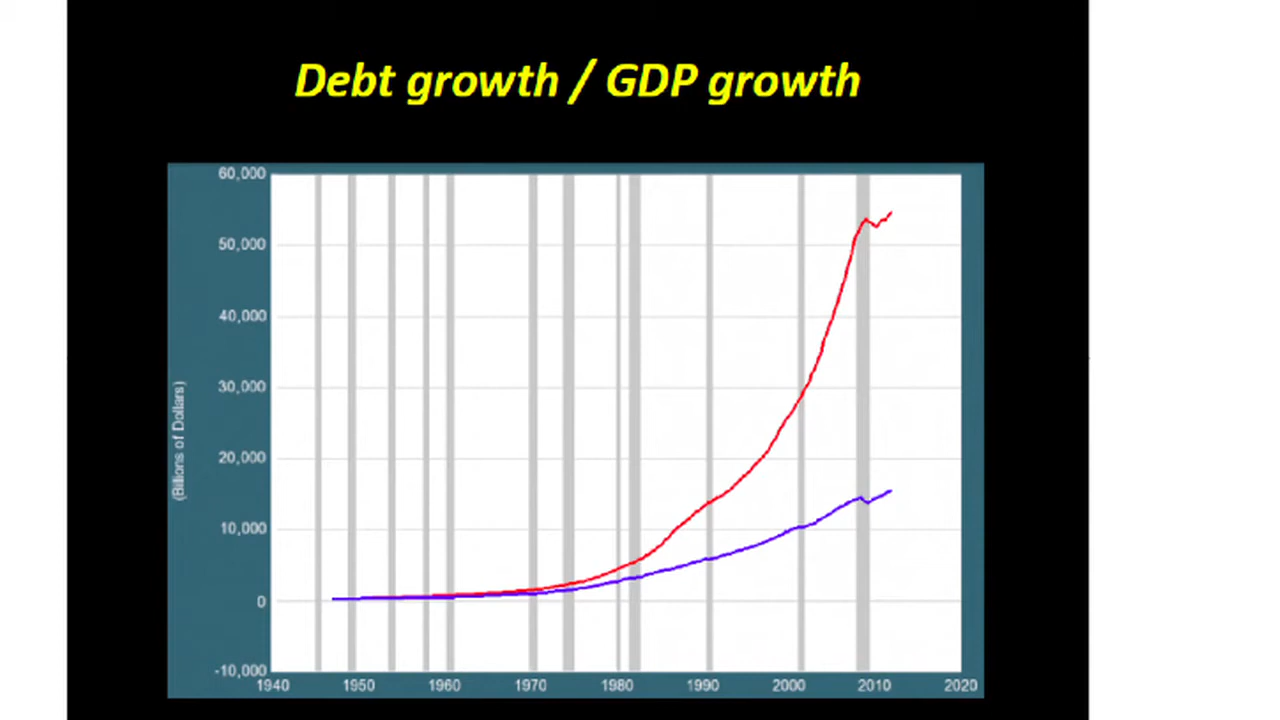 Debt growth / GDP growth
60,000
50,000
40,000
30,000
20,000
10,000
0
-10,000
(Billions of Dollars)
1940 1950 1960 1970 1980 1990 2000 2010 2020